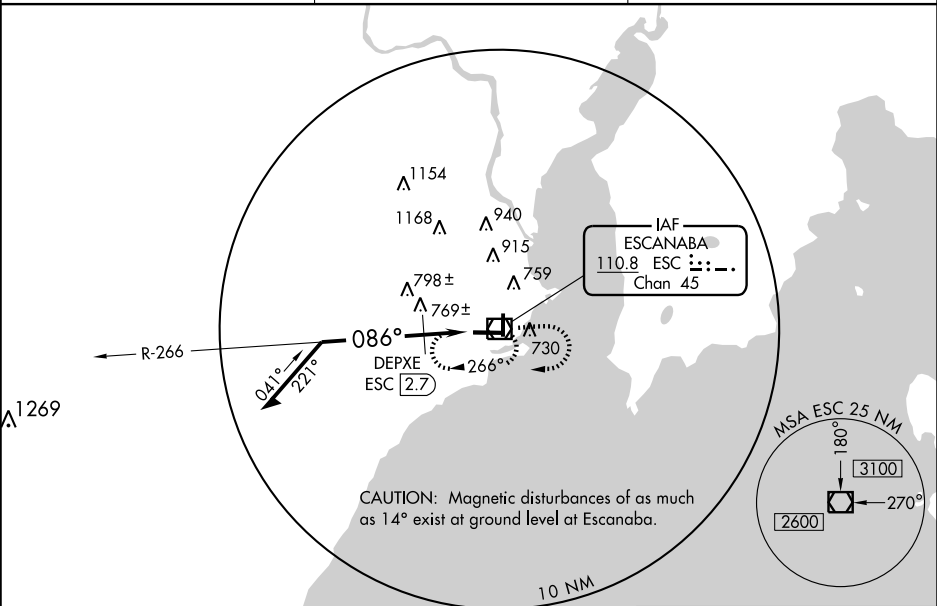 1154
1168
940
915
759
IAF
ESCANABA
110.8 ESC
Chan 45
798±
769±
730
R-266
086°
041°
221°
DEPXE
ESC 2.7
266°
1269
MSA ESC 25 NM
180°
3100
270°
2600
CAUTION: Magnetic disturbances of as much
as 14° exist at ground level at Escanaba.
10 NM